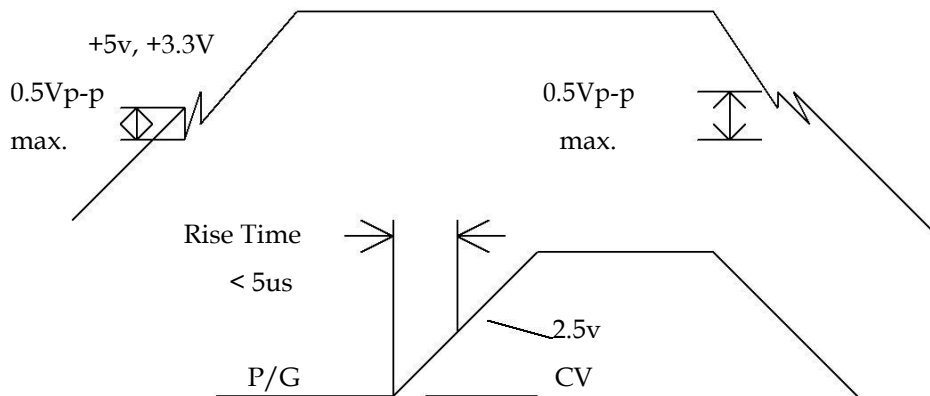 +5v, +3.3V
0.5Vp-p
max.
0.5Vp-p
max.
Rise Time
< 5us
2.5v
P/G
CV